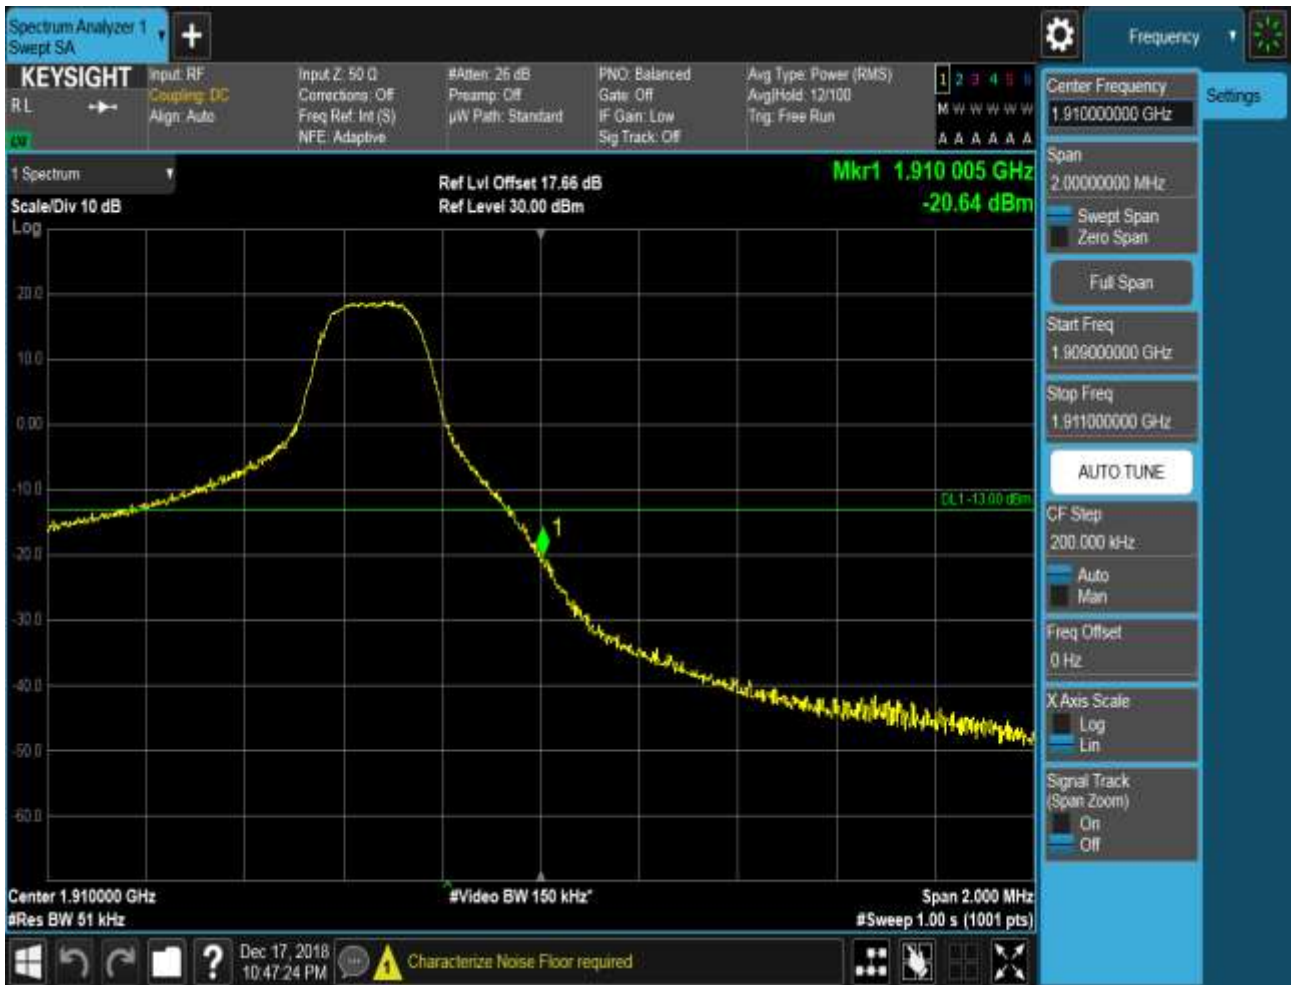 Spectrum Analyzer 1
Swept SA
Frequency
KEYSIGHT
R L
Input: RF
Coupling: DC
Align: Auto
Input Z: 50 Ω
Corrections: Off
Freq Ref: Int (S)
NFE: Adaptive
#Atten: 26 dB
Preamp: Off
µW Path: Standard
PNO: Balanced
Gate: Off
IF Gain: Low
Sig Track: Off
Avg Type: Power (RMS)
Avg|Hold: 12/100
Trig: Free Run
1 2 3 4 5 6
M W W W W W
A A A A A A
1 Spectrum
Scale/Div 10 dB
Log
Ref Lvl Offset 17.66 dB
Ref Level 30.00 dBm
Mkr1 1.910 005 GHz
-20.64 dBm
20.0
10.0
0.00
-10.0
-20.0
-30.0
-40.0
-50.0
-60.0
DL1 -13.00 dBm
1
Center 1.910000 GHz
#Res BW 51 kHz
#Video BW 150 kHz*
Span 2.000 MHz
#Sweep 1.00 s (1001 pts)
Center Frequency
1.910000000 GHz
Settings
Span
2.00000000 MHz
Swept Span
Zero Span
Full Span
Start Freq
1.909000000 GHz
Stop Freq
1.911000000 GHz
AUTO TUNE
CF Step
200.000 kHz
Auto
Man
Freq Offset
0 Hz
X Axis Scale
Log
Lin
Signal Track
(Span Zoom)
On
Off
?
Dec 17, 2018
10:47:24 PM
1
Characterize Noise Floor required